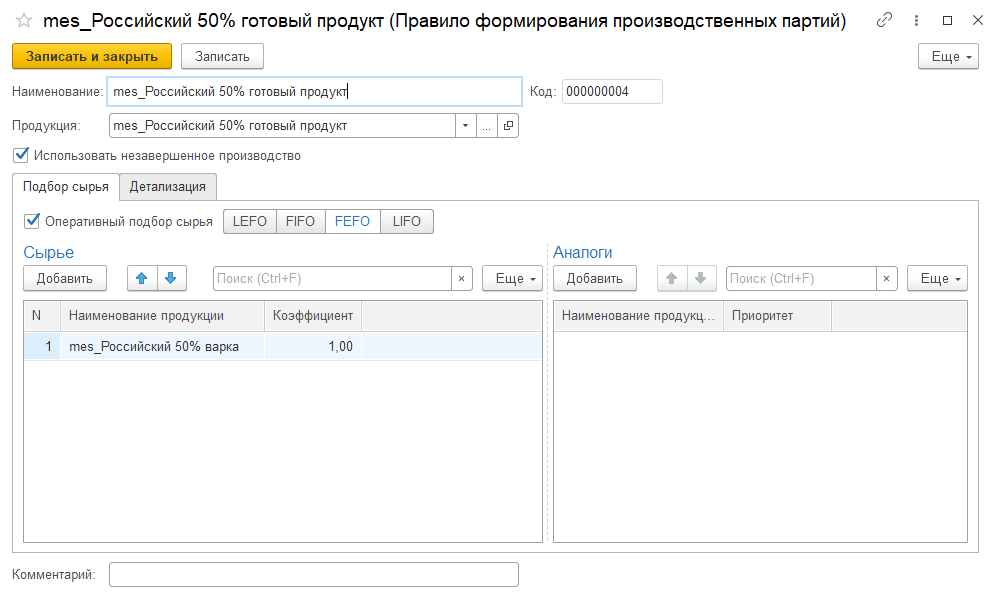 mes_Российский 50% готовый продукт (Правило формирования производственных партий)
Записать и закрыть Записать Еще
Наименование: mes_Российский 50% готовый продукт Код: 000000004
Продукция: mes_Российский 50% готовый продукт ...
Использовать незавершенное производство
Подбор сырья Детализация
Оперативный подбор сырья LEFO FIFO FEFO LIFO
Сырье Аналоги
Добавить Поиск (Ctrl+F) × Еще Добавить Поиск (Ctrl+F) × Еще
N Наименование продукции Коэффициент Наименование продукц... Приоритет
1 mes_Российский 50% варка 1,00
Комментарий: